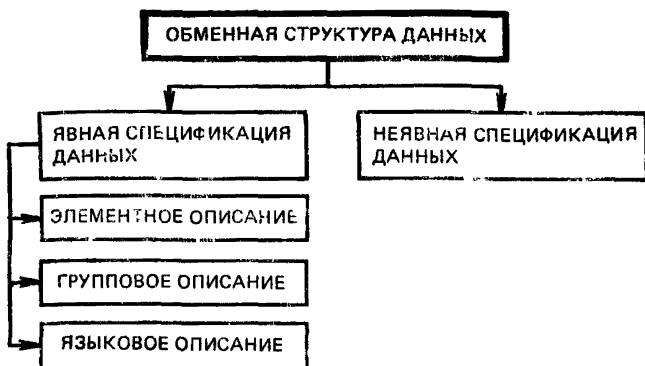 ОБМЕННАЯ СТРУКТУРА ДАННЫХ
ЯВНАЯ СПЕЦИФИКАЦИЯ
ДАННЫХ
НЕЯВНАЯ СПЕЦИФИКАЦИЯ
ДАННЫХ
ЭЛЕМЕНТНОЕ ОПИСАНИЕ
ГРУППОВОЕ ОПИСАНИЕ
ЯЗЫКОВОЕ ОПИСАНИЕ